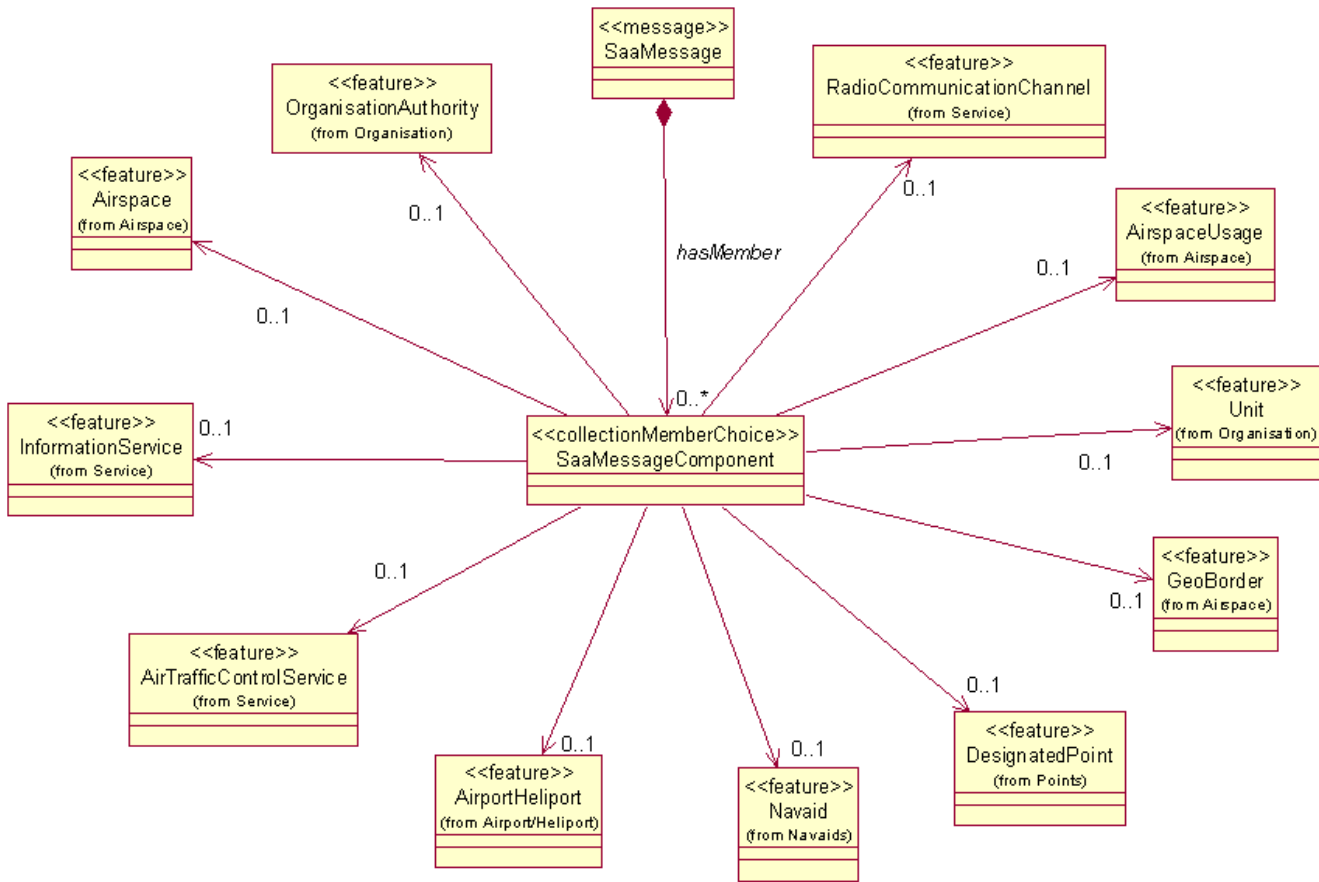 <<message>>
SaaMessage
<<feature>>
OrganisationAuthority
(from Organisation)
<<feature>>
RadioCommunicationChannel
(from Service)
<<feature>>
Airspace
(from Airspace)
0..1
0..1
<<feature>>
AirspaceUsage
(from Airspace)
hasMember
0..1
0..1
0..*
<<feature>>
InformationService
(from Service)
0..1
<<collectionMemberChoice>>
SaaMessageComponent
<<feature>>
Unit
(from Organisation)
0..1
0..1
<<feature>>
GeoBorder
(from Airspace)
0..1
<<feature>>
AirTrafficControlService
(from Service)
0..1
0..1
<<feature>>
AirportHeliport
(from Airport/Heliport)
0..1
<<feature>>
Navaid
(from Navaids)
0..1
<<feature>>
DesignatedPoint
(from Points)